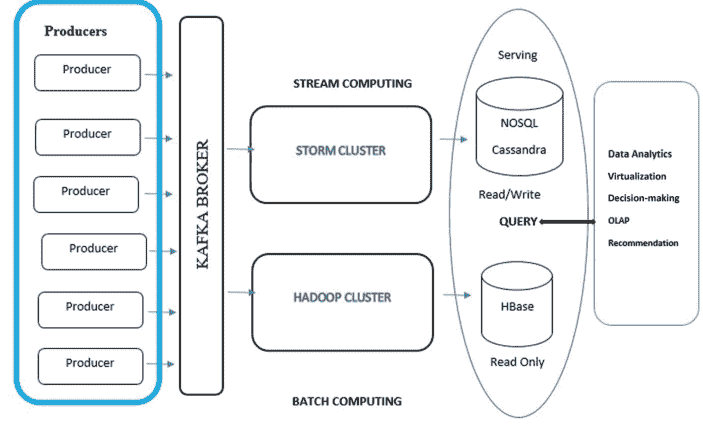 Producers
Producer
Producer
Producer
Producer
Producer
Producer
KAFKA BROKER
STREAM COMPUTING
STORM CLUSTER
HADOOP CLUSTER
BATCH COMPUTING
Serving
NOSQL
Cassandra
Read/Write
QUERY
HBase
Read Only
Data Analytics
Virtualization
Decision-making
OLAP
Recommendation